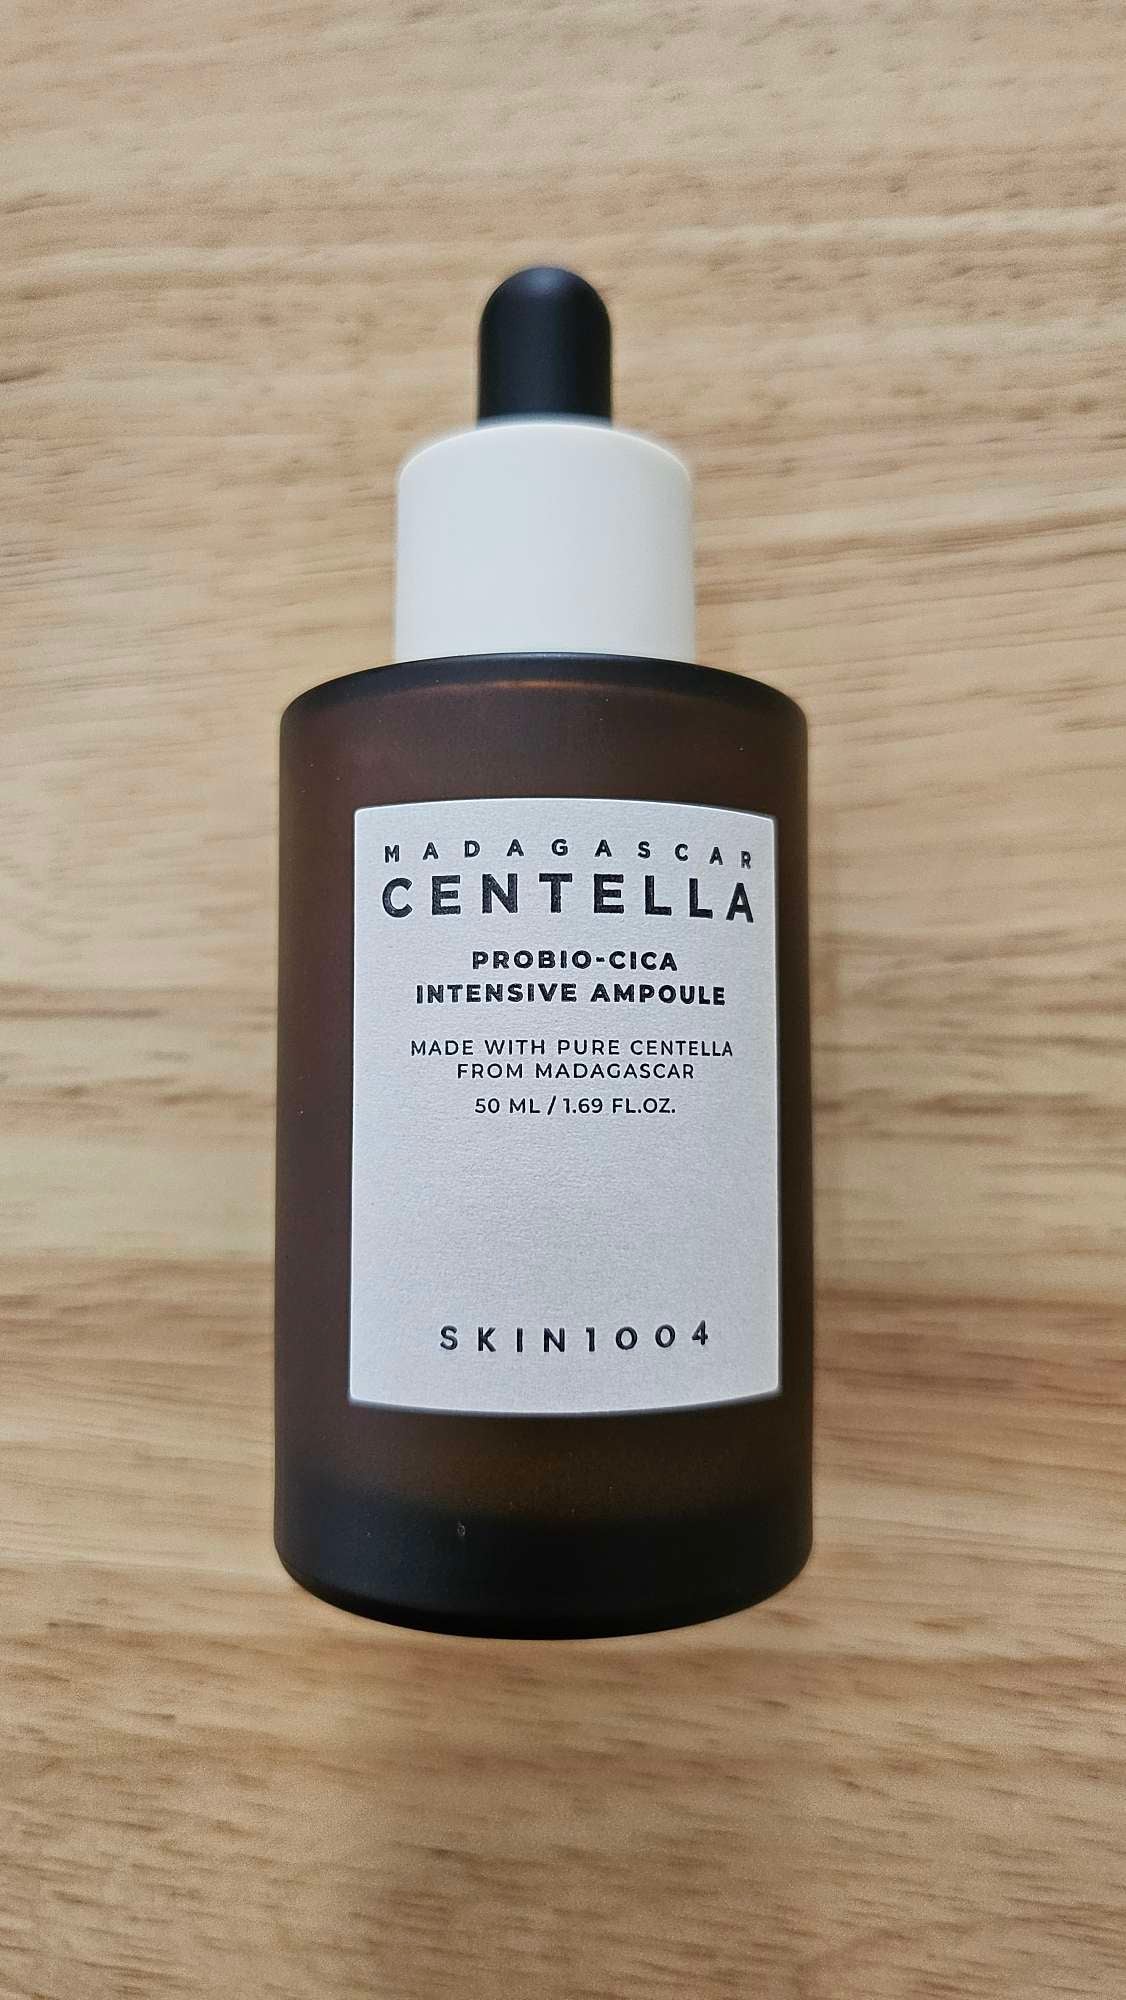 MADAGASCAR
CENTELLA
PROBIO-CICA
INTENSIVE AMPOULE
MADE WITH PURE CENTELLA
FROM MADAGASCAR
50 ML / 1.69 FL.OZ.
SKIN1004